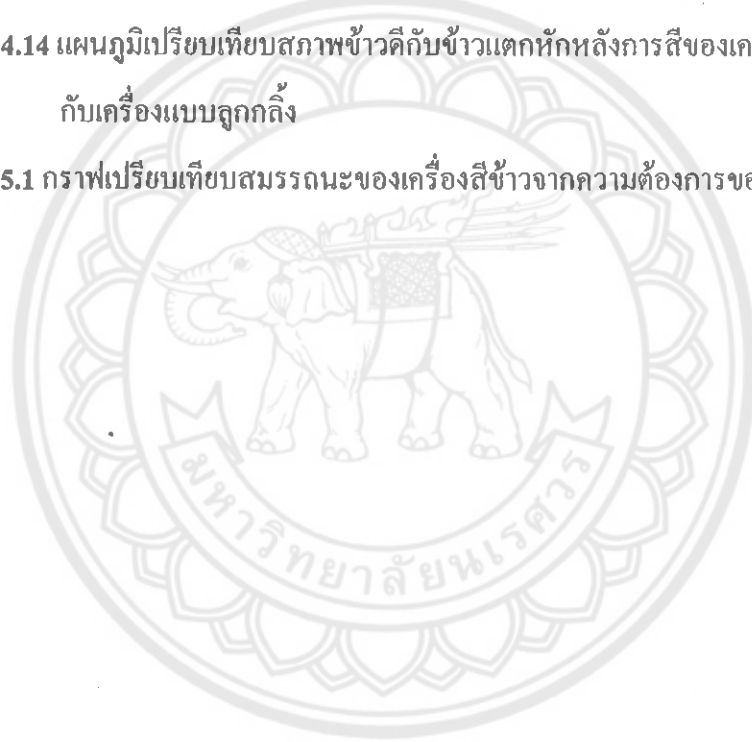 4.14 แผนภูมิเปรียบเทียบสภาพข้าวดีกับข้าวแตกหักหลังการสีของเค
กับเครื่องแบบลูกกลิ้ง
5.1 กราฟเปรียบเทียบสมรรถนะของเครื่องสีข้าวจากความต้องการขอ
มหาวิทยาลัยนเรศวร